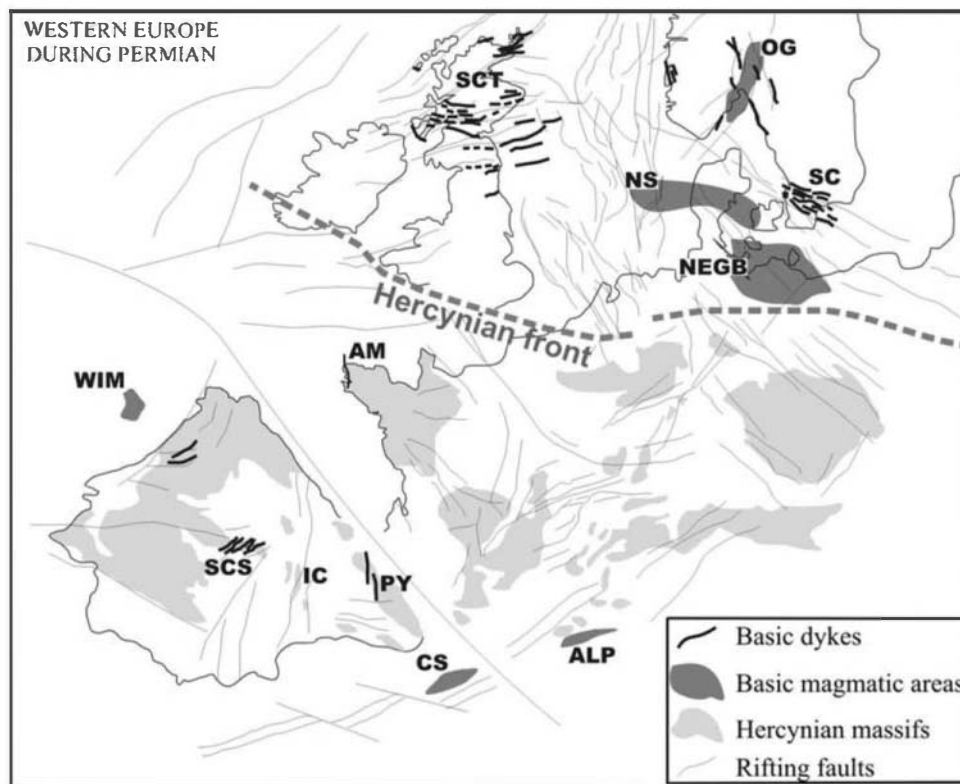 WESTERN EUROPE
DURING PERMIAN
OG
SCT
NS
SC
NEGB
Hercynian front
AM
WIM
SCS
IC
PY
CS
ALP
Basic dykes
Basic magmatic areas
Hercynian massifs
Rifting faults